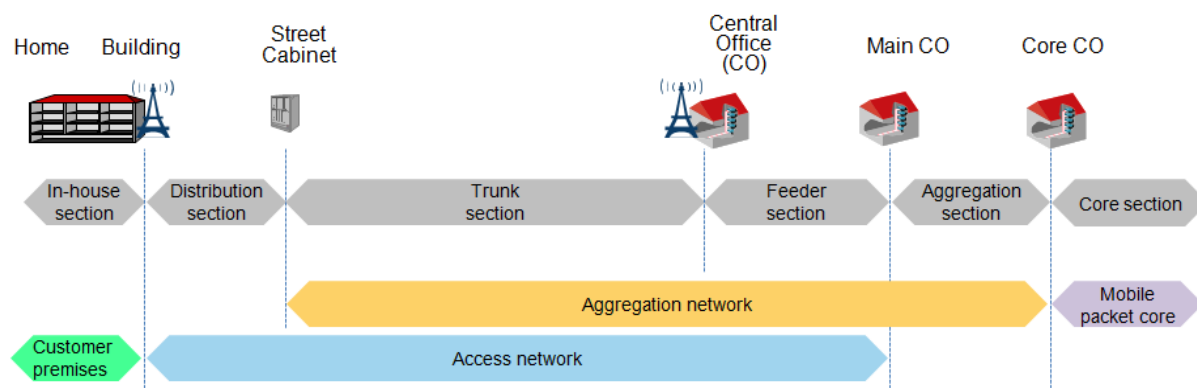 Home
Building
Street
Cabinet
Central
Office
(CO)
Main CO
Core CO
In-house
section
Distribution
section
Trunk
section
Feeder
section
Aggregation
section
Core section
Aggregation network
Mobile
packet core
Customer
premises
Access network